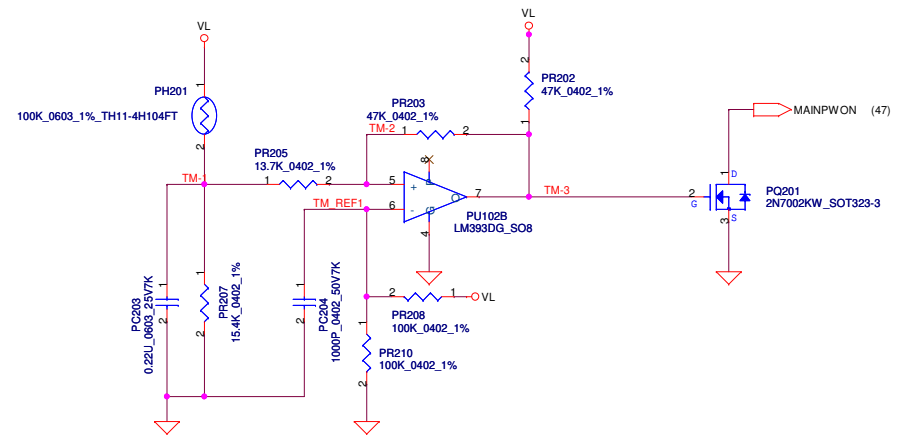 VL
VL
1
PH201
100K_0603_1%_TH11-4H104FT
2
2
PR202
47K_0402_1%
1
PR203
47K_0402_1%
TM-2
1
2
MAINPWON
(47)
PR205
13.7K_0402_1%
TM-1
1
2
5
+
8
P
O
7
TM-3
TM_REF1
6
-
G
4
PU102B
LM393DG_SO8
1
D
2
G
3
S
PQ201
2N7002KW_SOT323-3
PC203
0.22U_0603_25V7K
1
2
PR207
15.4K_0402_1%
1
2
PC204
1000P_0402_50V7K
1
2
2
1
VL
PR208
100K_0402_1%
1
PR210
100K_0402_1%
2